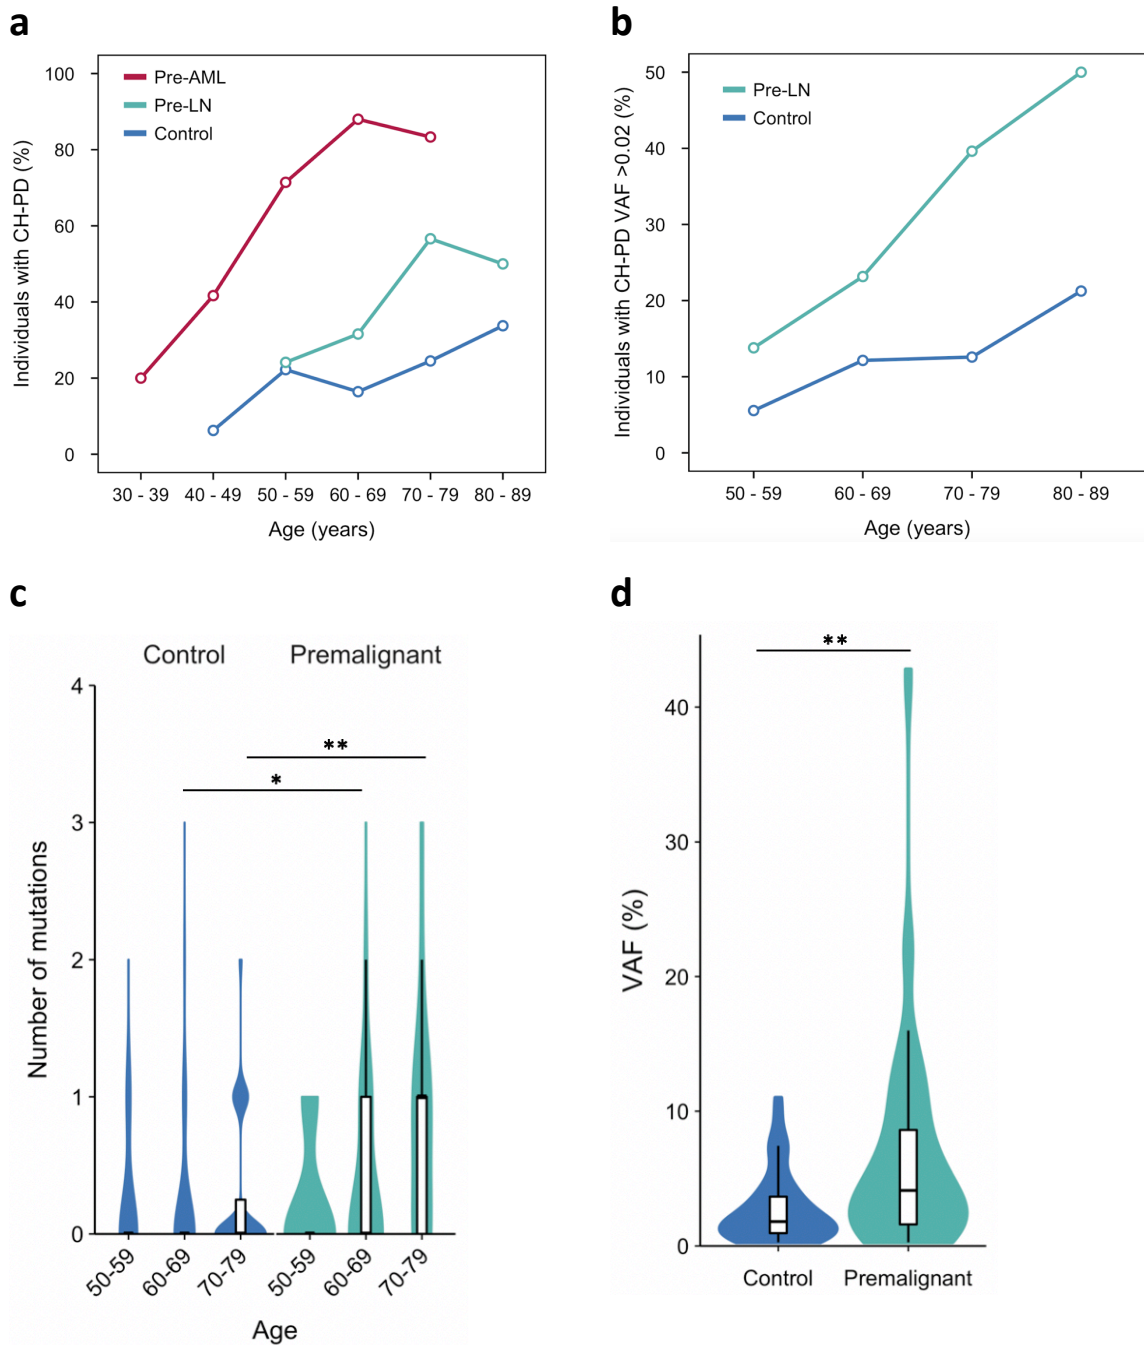 a
Individuals with CH-PD (%)
100
80
60
40
20
0
Pre-AML
Pre-LN
Control
30 - 39 40 - 49 50 - 59 60 - 69 70 - 79 80 - 89
Age (years)
b
Individuals with CH-PD VAF >0.02 (%)
50
40
30
20
10
0
Pre-LN
Control
50 - 59 60 - 69 70 - 79 80 - 89
Age (years)
c
Control Premalignant
Number of mutations
4
3
2
1
0
**
*
50-59 60-69 70-79 50-59 60-69 70-79
Age
d
**
VAF (%)
40
30
20
10
0
Control Premalignant